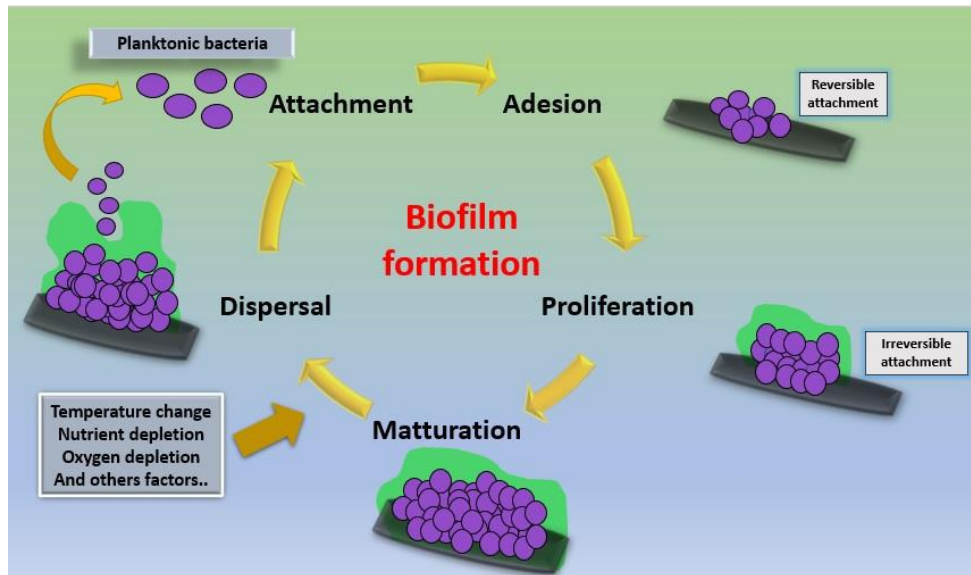 Planktonic bacteria
Attachment
Adesion
Reversible
attachment
Biofilm
formation
Dispersal
Proliferation
Irreversible
attachment
Temperature change
Nutrient depletion
Oxygen depletion
And others factors..
Matturation